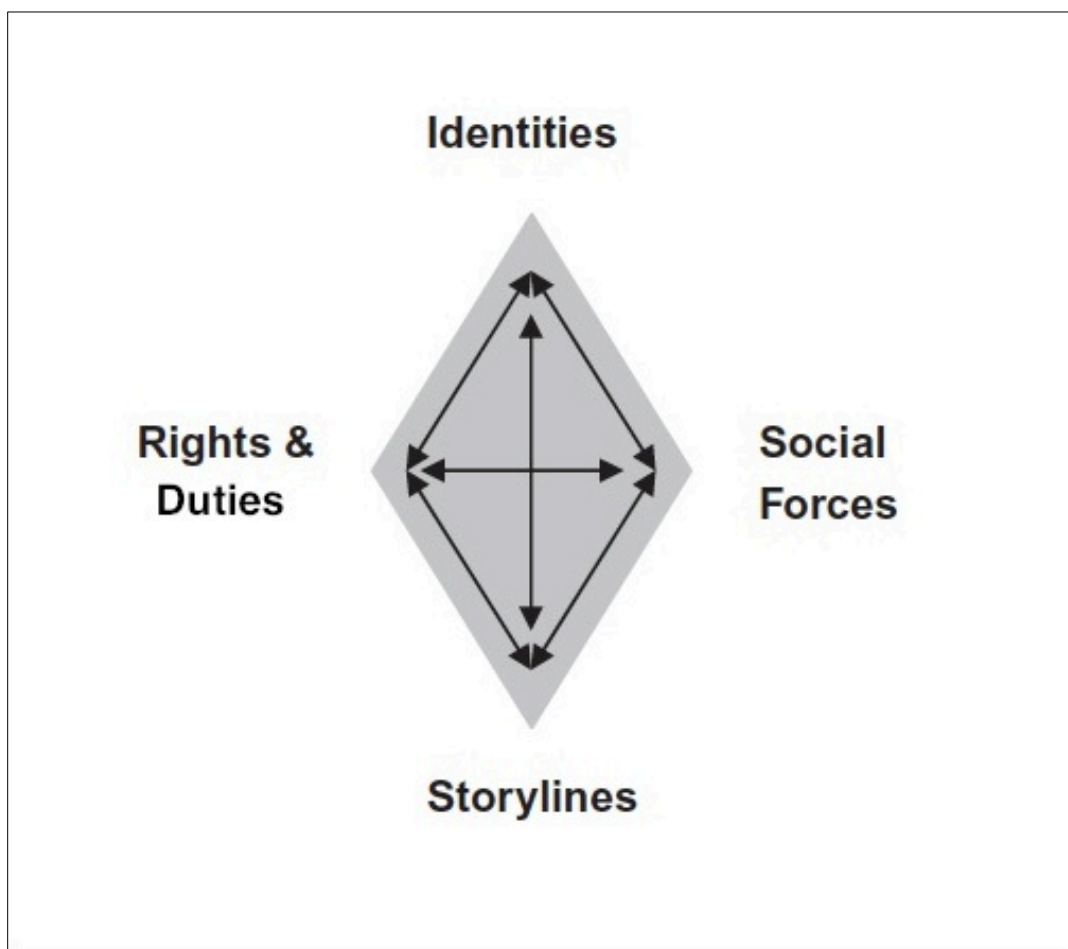 Identities
Rights &
Duties
Social
Forces
Storylines